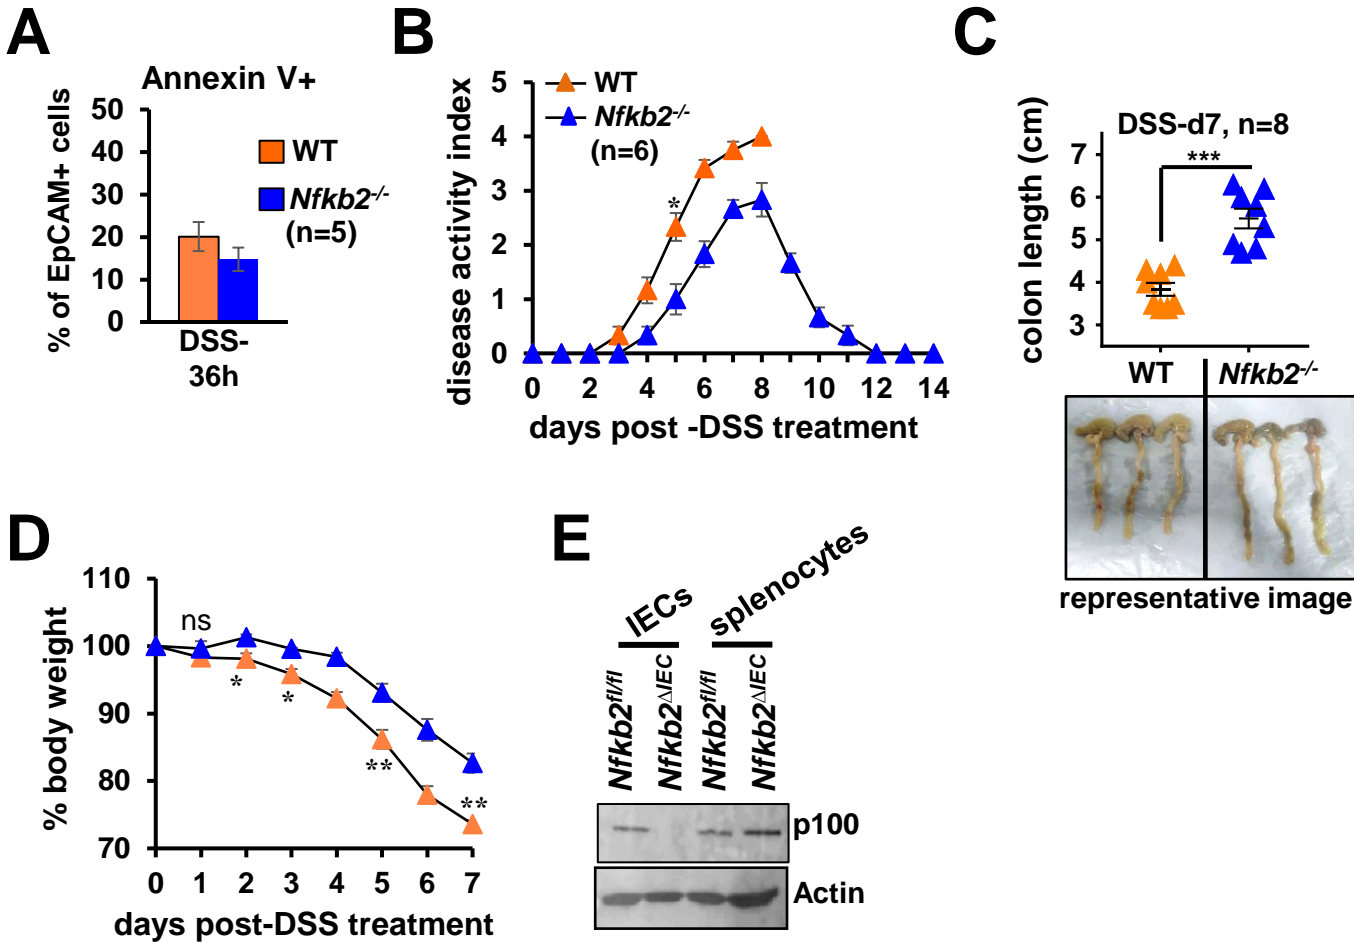 A
Annexin V+
% of EpCAM+ cells
50
40
30
20
10
0
WT
Nfkb2-/-
(n=5)
DSS-
36h
B
disease activity index
5
4
3
2
1
0
WT
Nfkb2-/-
(n=6)
*
0 2 4 6 8 10 12 14
days post -DSS treatment
C
colon length (cm)
DSS-d7, n=8
7
6
5
4
3
***
WT Nfkb2-/-
representative image
D
% body weight
110
100
90
80
70
ns
*
*
**
**
0 1 2 3 4 5 6 7
days post-DSS treatment
E
IECs
splenocytes
Nfkb2fl/fl
Nfkb2ΔIEC
Nfkb2fl/fl
Nfkb2ΔIEC
p100
Actin